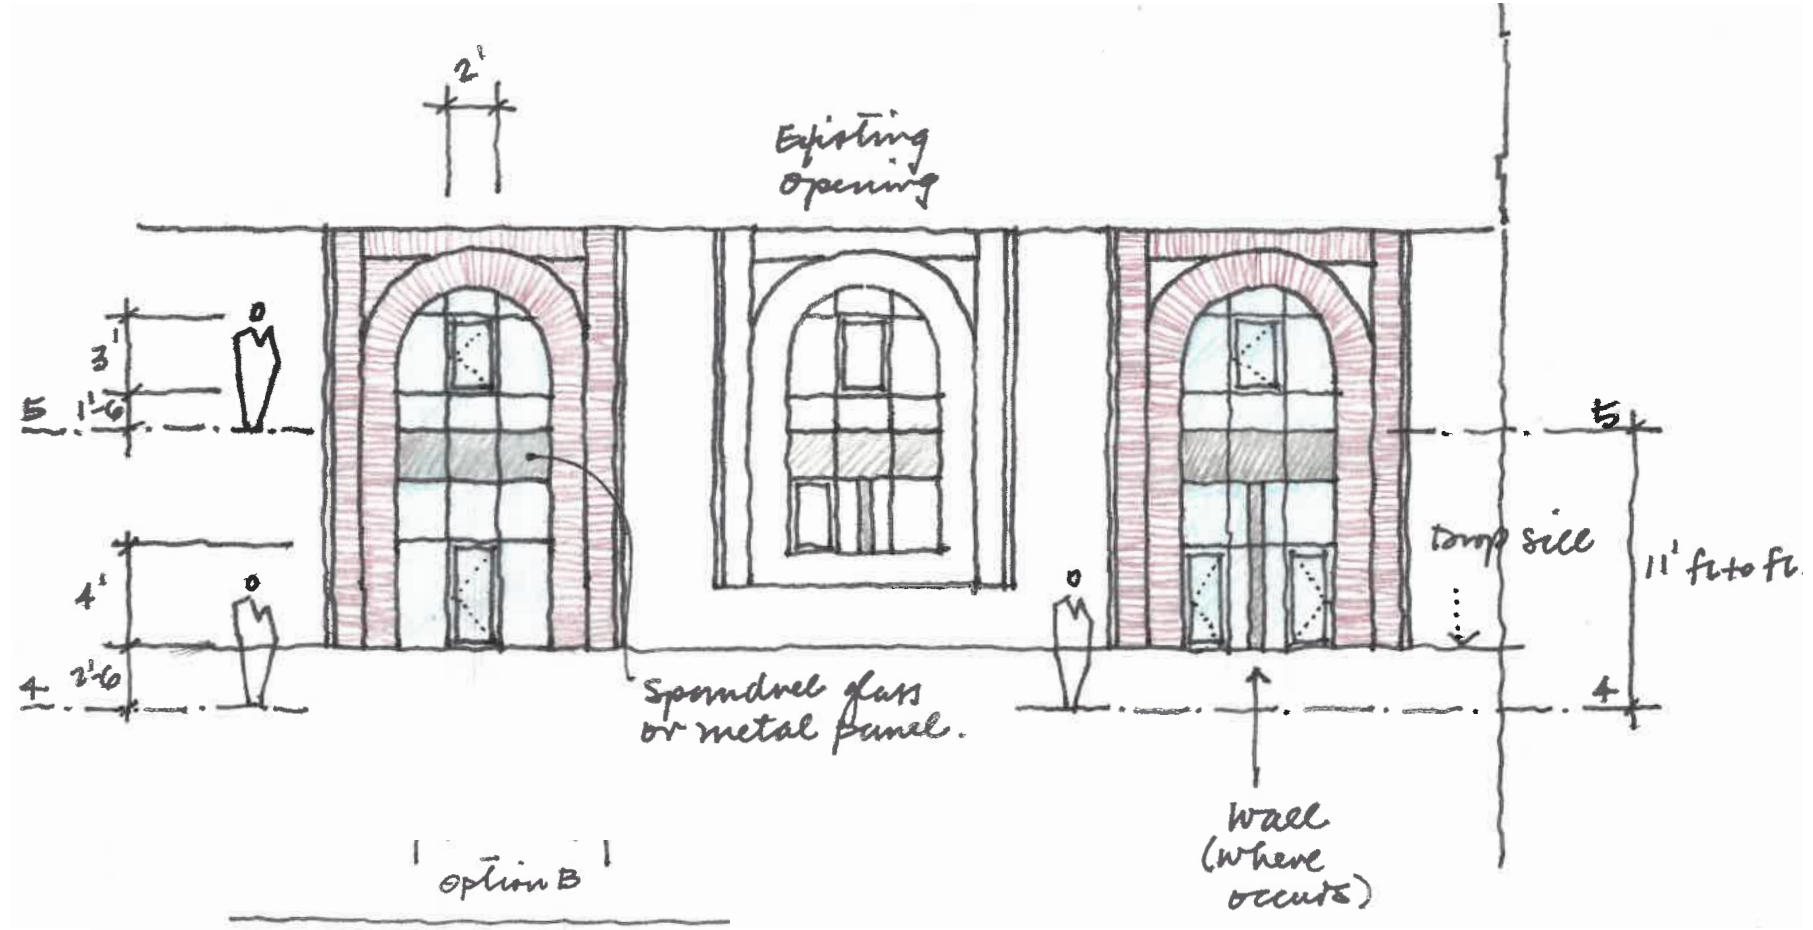 2'
Existing
Opening
3'
5 1'-6
5
Drop sill
11' fl to fl.
4'
4 2'-6
4
Spandrel glass
or metal panel.
Wall
(where
occurs)
Option B